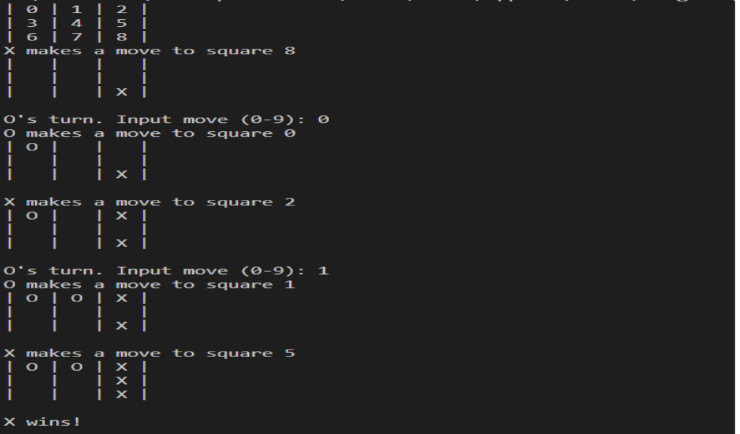 | 0 | 1 | 2 |
| 3 | 4 | 5 |
| 6 | 7 | 8 |
X makes a move to square 8
|   |   |   |
|   |   |   |
|   |   | X |
O's turn. Input move (0-9): 0
O makes a move to square 0
| O |   |   |
|   |   |   |
|   |   | X |
X makes a move to square 2
| O |   | X |
|   |   |   |
|   |   | X |
O's turn. Input move (0-9): 1
O makes a move to square 1
| O | O | X |
|   |   |   |
|   |   | X |
X makes a move to square 5
| O | O | X |
|   |   | X |
|   |   | X |
X wins!